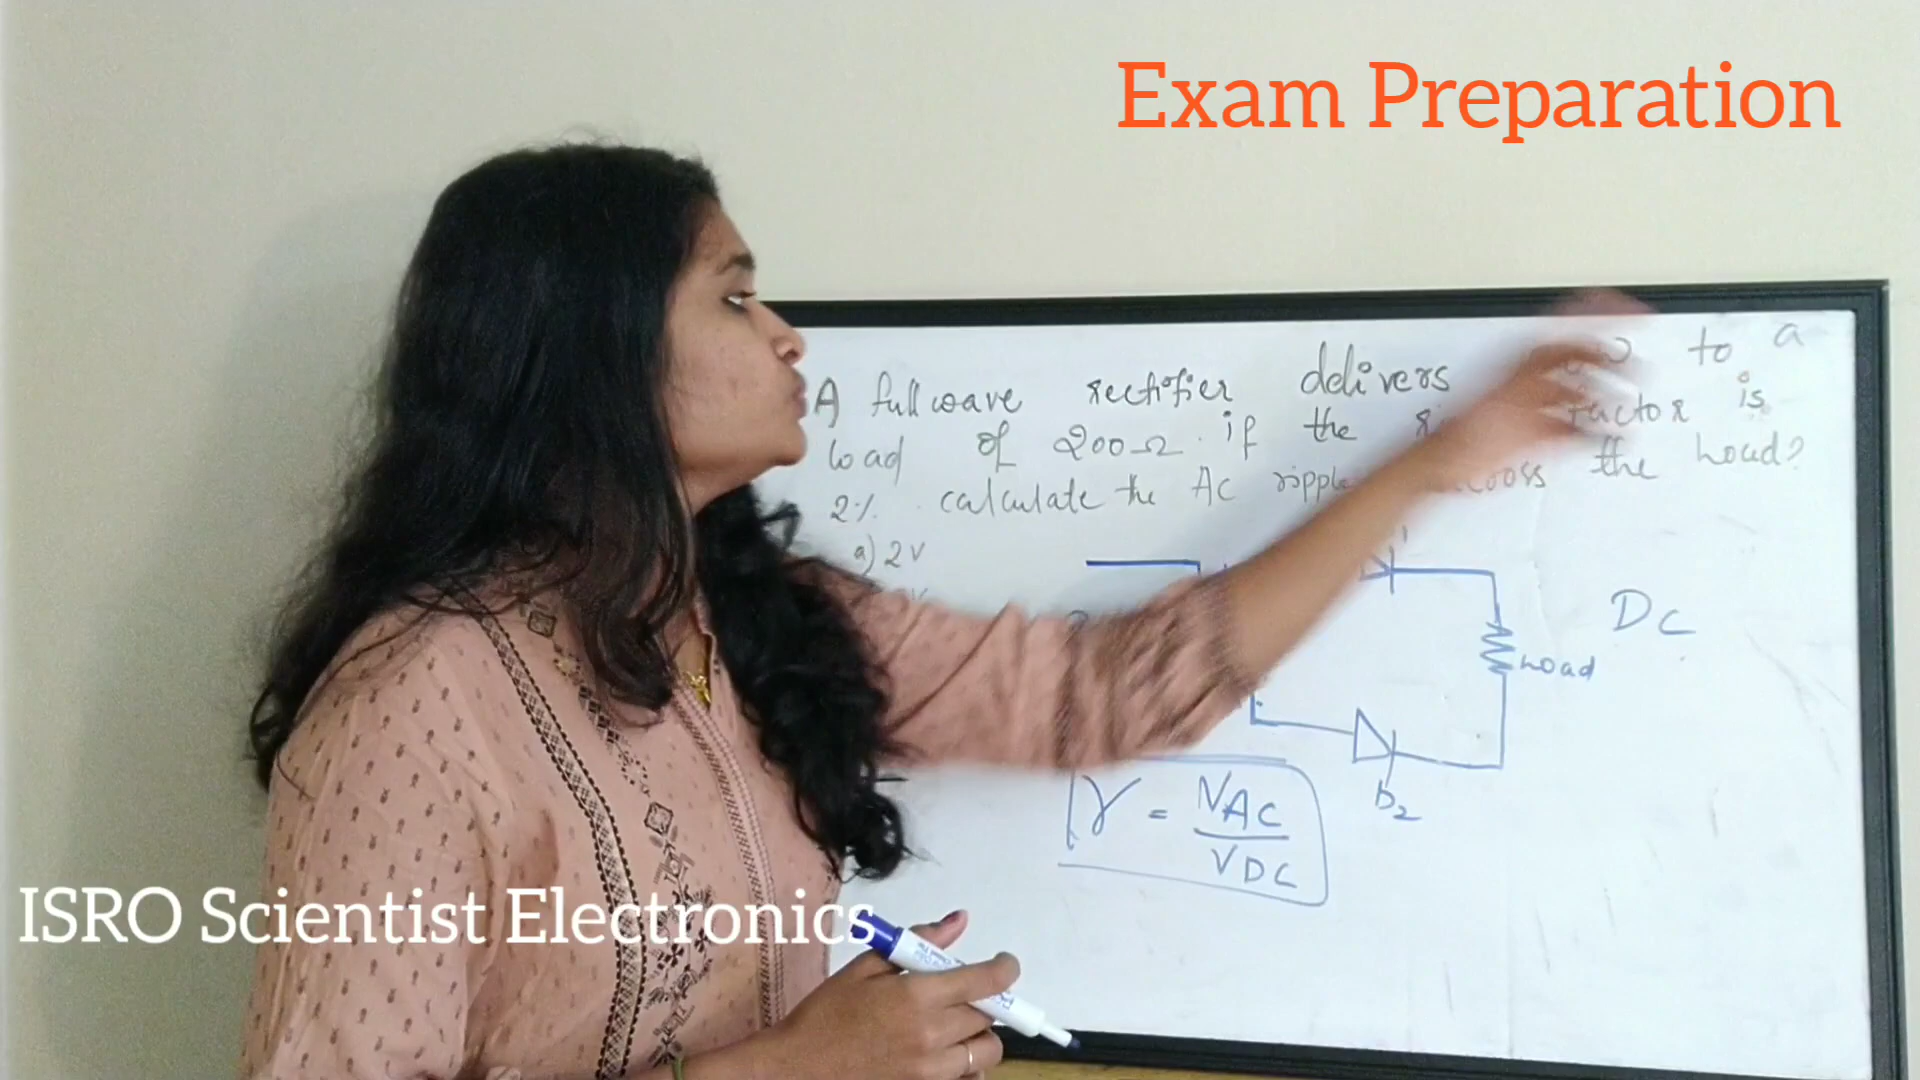 Exam Preparation
A full wave rectifier delivers to a
load of 200Ω. if the factor is
2%. calculate the AC ripple the Load?
a) 2V
DC
Load
D2
γ = VAC / VDC
ISRO Scientist Electronics